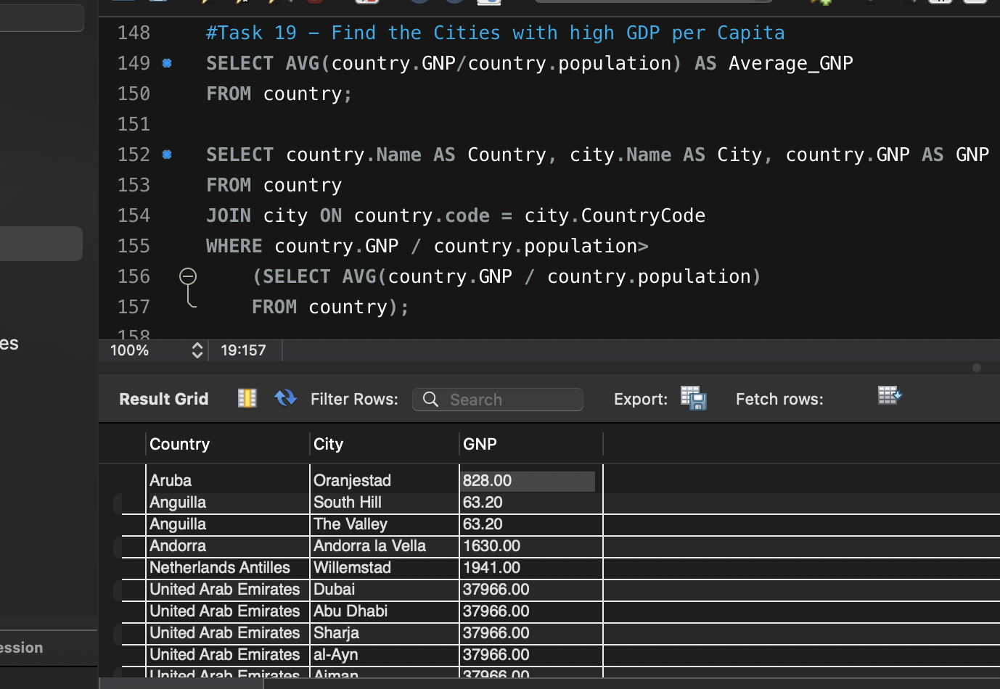 148 #Task 19 – Find the Cities with high GDP per Capita
149 SELECT AVG(country.GNP/country.population) AS Average_GNP
150 FROM country;
151
152 SELECT country.Name AS Country, city.Name AS City, country.GNP AS GNP
153 FROM country
154 JOIN city ON country.code = city.CountryCode
155 WHERE country.GNP / country.population>
156 (SELECT AVG(country.GNP / country.population)
157 FROM country);
158
es
100% 19:157
Result Grid Filter Rows: Search Export: Fetch rows:
Country City GNP
Aruba Oranjestad 828.00
Anguilla South Hill 63.20
Anguilla The Valley 63.20
Andorra Andorra la Vella 1630.00
Netherlands Antilles Willemstad 1941.00
United Arab Emirates Dubai 37966.00
United Arab Emirates Abu Dhabi 37966.00
United Arab Emirates Sharja 37966.00
ession
United Arab Emirates al-Ayn 37966.00
United Arab Emirates Ajman 37966.00